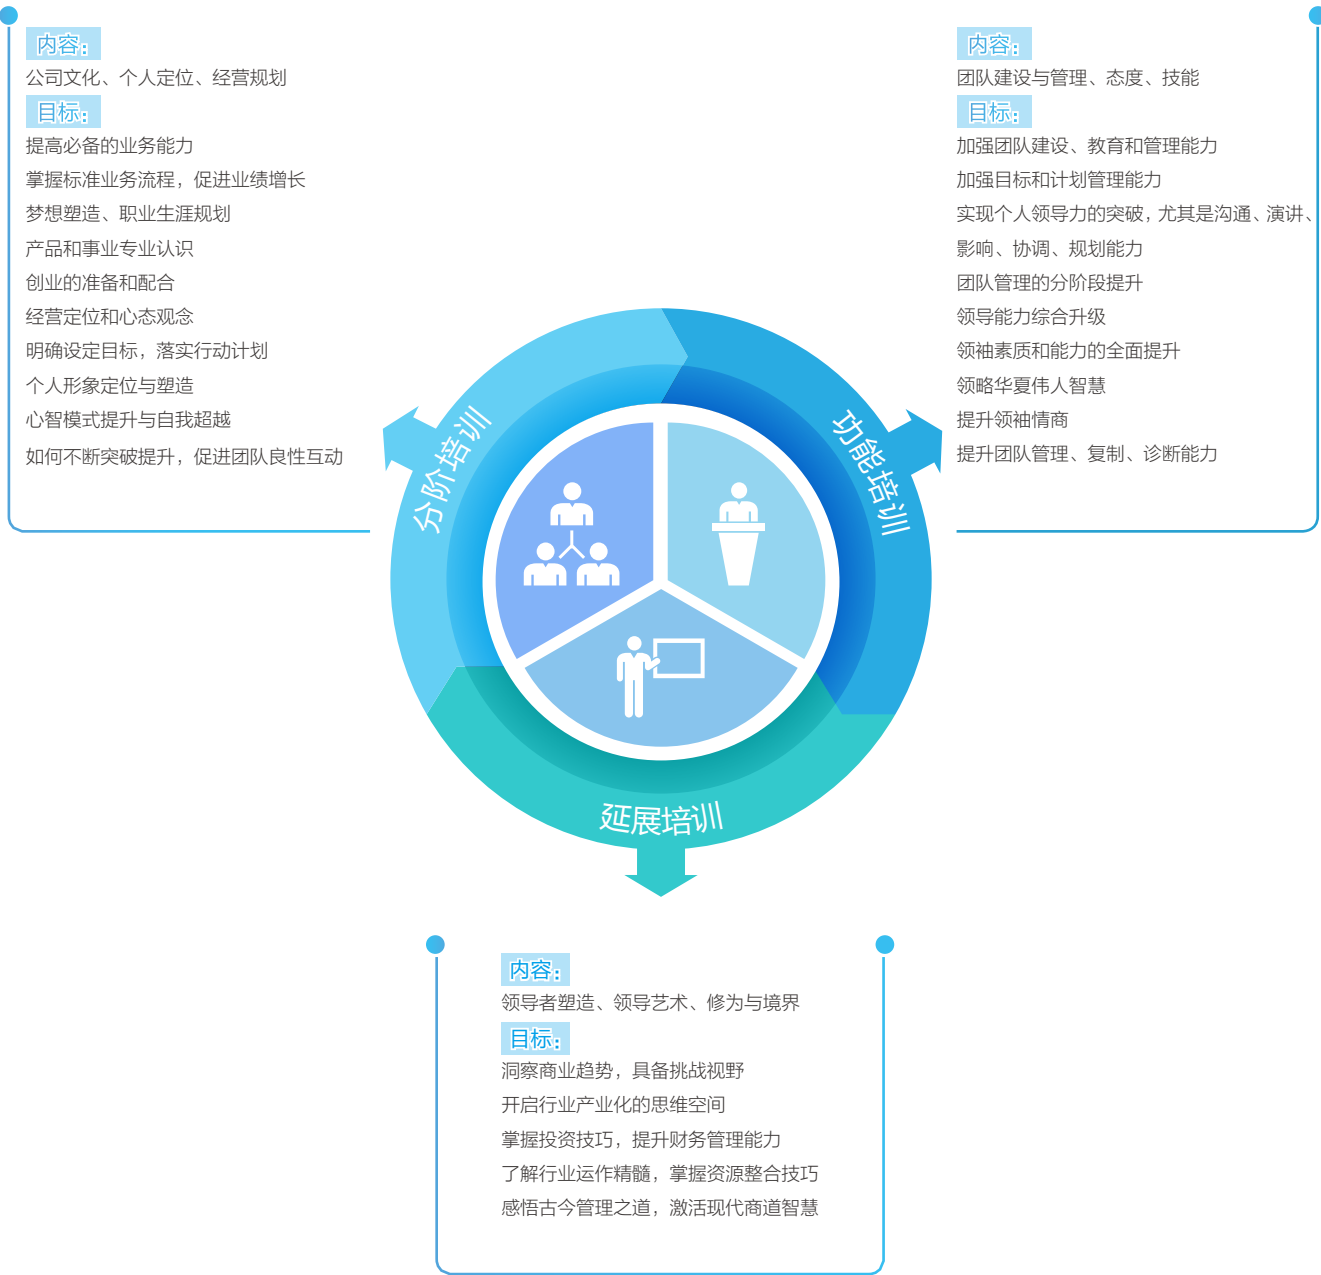 内容：
公司文化、个人定位、经营规划
目标：
提高必备的业务能力
掌握标准业务流程，促进业绩增长
梦想塑造、职业生涯规划
产品和事业专业认识
创业的准备和配合
经营定位和心态观念
明确设定目标，落实行动计划
个人形象定位与塑造
心智模式提升与自我超越
如何不断突破提升，促进团队良性互动
内容：
团队建设与管理、态度、技能
目标：
加强团队建设、教育和管理能力
加强目标和计划管理能力
实现个人领导力的突破，尤其是沟通、演讲、
影响、协调、规划能力
团队管理的分阶段提升
领导能力综合升级
领袖素质和能力的全面提升
领略华夏伟人智慧
提升领袖情商
提升团队管理、复制、诊断能力
分阶培训
功能培训
延展培训
内容：
领导者塑造、领导艺术、修为与境界
目标：
洞察商业趋势，具备挑战视野
开启行业产业化的思维空间
掌握投资技巧，提升财务管理能力
了解行业运作精髓，掌握资源整合技巧
感悟古今管理之道，激活现代商道智慧